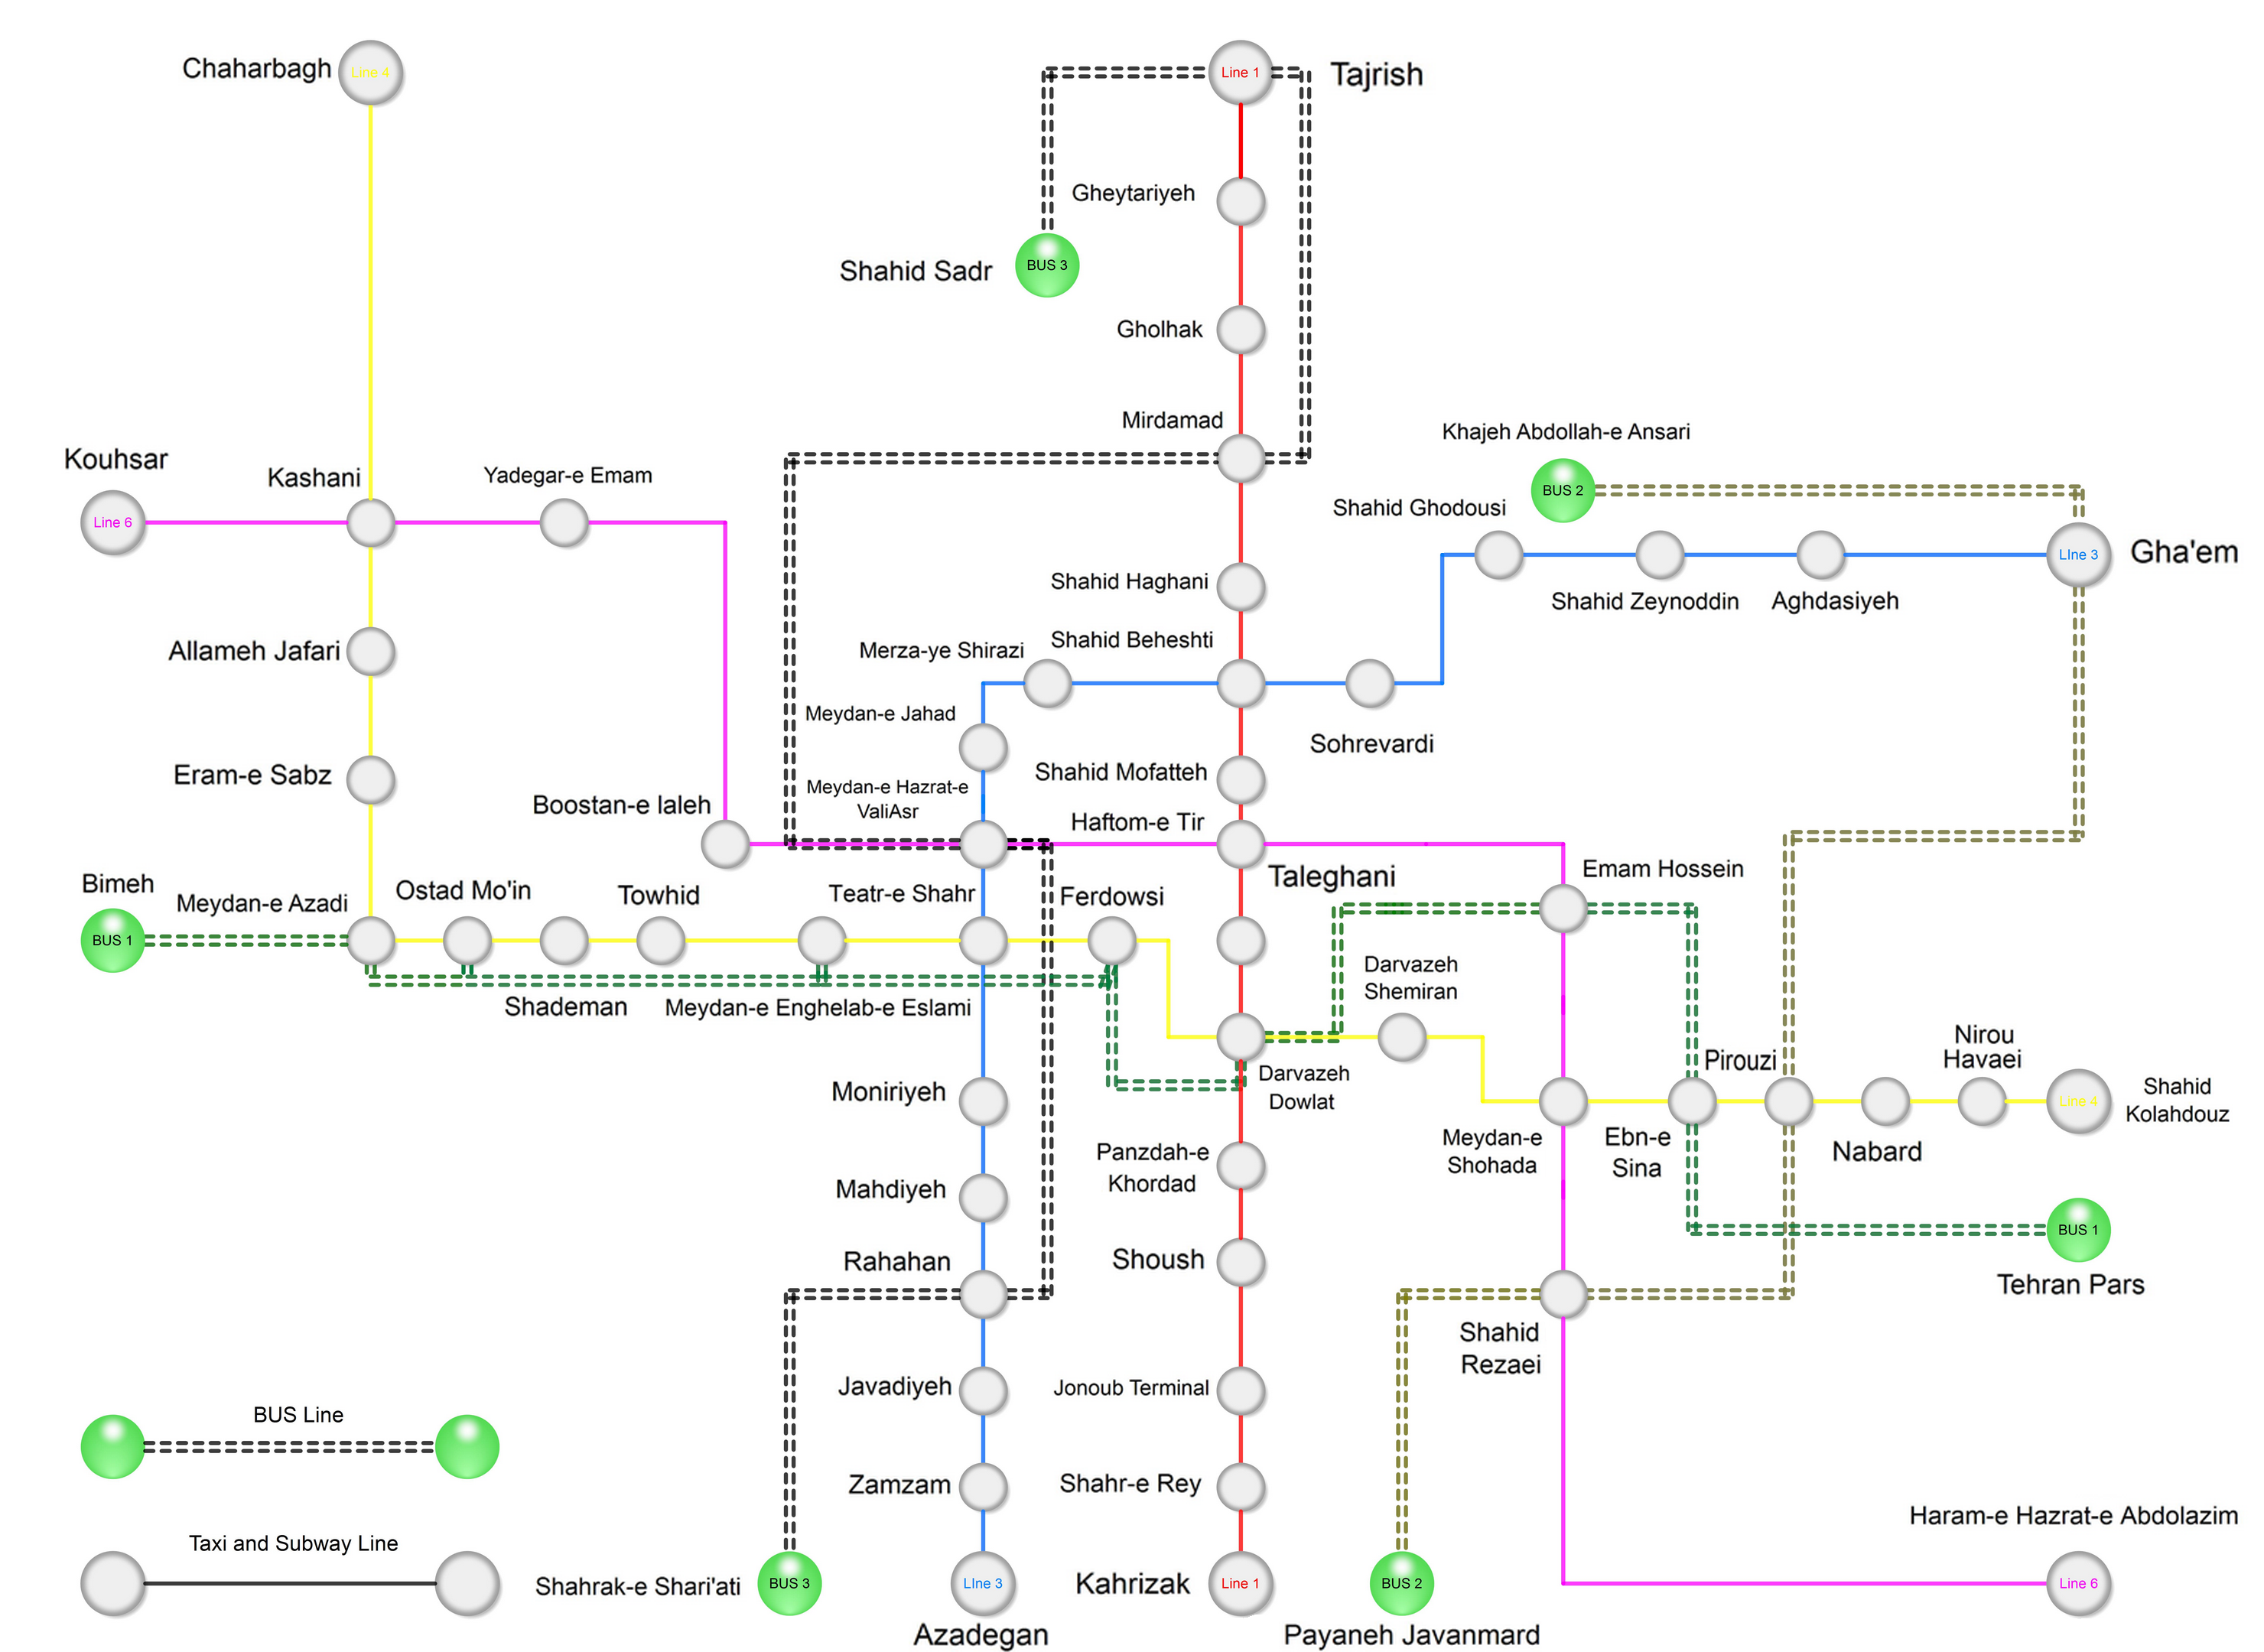 Chaharbagh
Line 4
Line 1
Tajrish
Gheytariyeh
Shahid Sadr
BUS 3
Gholhak
Mirdamad
Khajeh Abdollah-e Ansari
BUS 2
Kouhsar
Line 6
Kashani
Yadegar-e Emam
Shahid Ghodousi
LIne 3
Gha'em
Shahid Haghani
Shahid Zeynoddin
Aghdasiyeh
Allameh Jafari
Merza-ye Shirazi
Shahid Beheshti
Meydan-e Jahad
Sohrevardi
Eram-e Sabz
Shahid Mofatteh
Meydan-e Hazrat-e
ValiAsr
Boostan-e laleh
Haftom-e Tir
Taleghani
Emam Hossein
Bimeh
BUS 1
Meydan-e Azadi
Ostad Mo'in
Towhid
Teatr-e Shahr
Ferdowsi
Darvazeh
Shemiran
Shademan
Meydan-e Enghelab-e Eslami
Darvazeh
Dowlat
Pirouzi
Nirou
Havaei
Line 4
Shahid
Kolahdouz
Moniriyeh
Panzdah-e
Khordad
Meydan-e
Shohada
Ebn-e
Sina
Nabard
Mahdiyeh
BUS 1
Tehran Pars
Rahahan
Shoush
Shahid
Rezaei
Javadiyeh
Jonoub Terminal
BUS Line
Zamzam
Shahr-e Rey
Haram-e Hazrat-e Abdolazim
Taxi and Subway Line
Shahrak-e Shari'ati
BUS 3
LIne 3
Azadegan
Kahrizak
Line 1
BUS 2
Payaneh Javanmard
Line 6